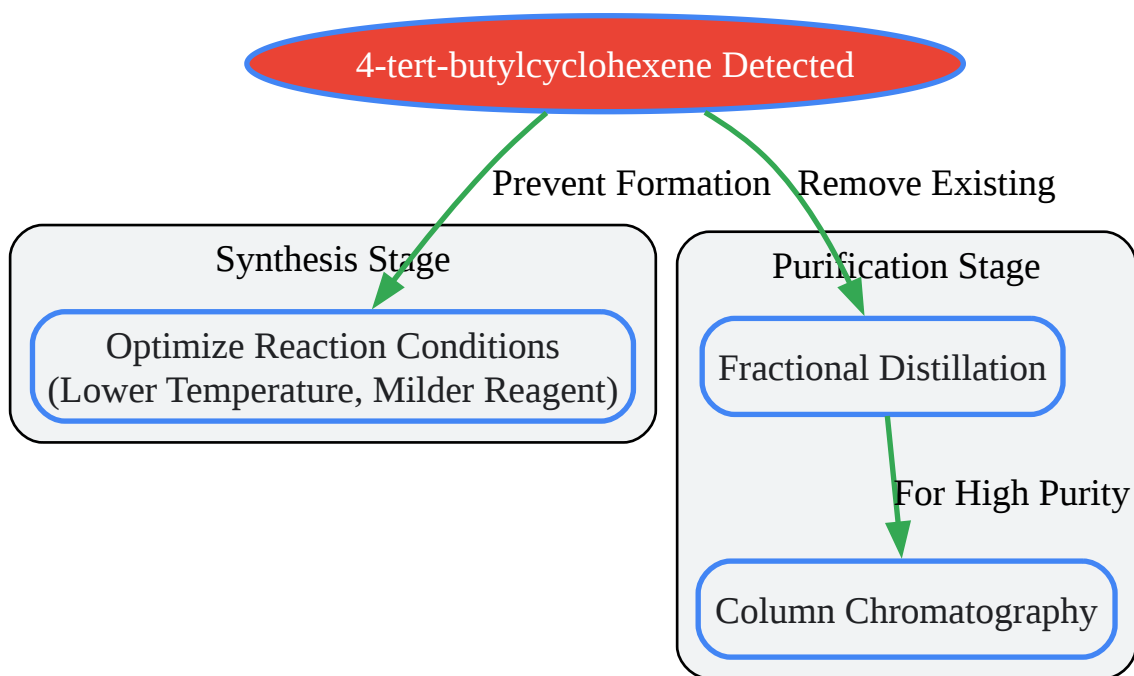 4-tert-butylcyclohexene Detected
Prevent Formation
Remove Existing
Synthesis Stage
Optimize Reaction Conditions
(Lower Temperature, Milder Reagent)
Purification Stage
Fractional Distillation
For High Purity
Column Chromatography